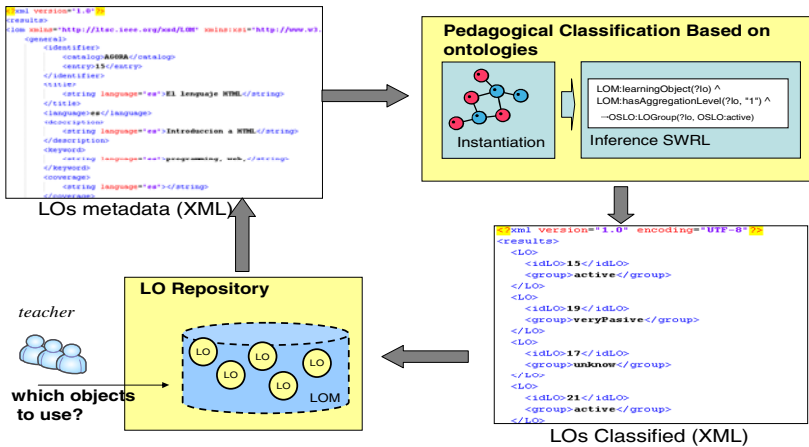 <?xml version="1.0"?>
<results>
<lom xmlns="http://ltsc.ieee.org/xsd/LOM" xmlns:xsi="http://www.w3.
<general>
<identifier>
<catalog>AGORA</catalog>
<entry>15</entry>
</identifier>
<title>
<string language="es">El lenguaje HTML</string>
</title>
<language>es</language>
<description>
<string language="es">Introduccion a HTML</string>
</description>
<keyword>
<string language="es">programming, web,</string>
</keyword>
<coverage>
<string language="es"></string>
</coverage>
LOs metadata (XML)
Pedagogical Classification Based on
ontologies
Instantiation
LOM:learningObject(?lo) ^
LOM:hasAggregationLevel(?lo, "1") ^
→OSLO:LOGroup(?lo, OSLO:active)
Inference SWRL
<?xml version="1.0" encoding="UTF-8"?>
<results>
<LO>
<idLO>15</idLO>
<group>active</group>
</LO>
<LO>
<idLO>19</idLO>
<group>veryPasive</group>
</LO>
<LO>
<idLO>17</idLO>
<group>unknow</group>
</LO>
<LO>
<idLO>21</idLO>
<group>active</group>
</LO>
LOs Classified (XML)
LO Repository
LO
LO
LO
LO
LO
LOM
teacher
which objects
to use?